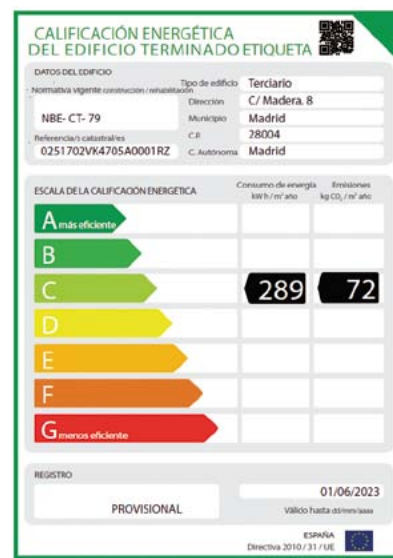 CALIFICACIÓN ENERGÉTICA
DEL EDIFICIO TERMINADO ETIQUETA
DATOS DEL EDIFICIO
Normativa vigente construcción / rehabilitación
NBE- CT- 79
Referencia/s catastral/es
0251702VK4705A0001RZ
Tipo de edificio Terciario
Dirección C/ Madera. 8
Municipio Madrid
C.P. 28004
C. Autónoma Madrid
ESCALA DE LA CALIFICACIÓN ENERGÉTICA
Consumo de energía
kW h / m² año
Emisiones
kg CO₂ / m² año
A más eficiente
B
C 289 72
D
E
F
G menos eficiente
REGISTRO
PROVISIONAL
01/06/2023
Válido hasta dd/mm/aaaa
ESPAÑA
Directiva 2010 / 31 / UE